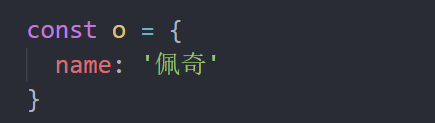 const o = {
  name: '佩奇'
}